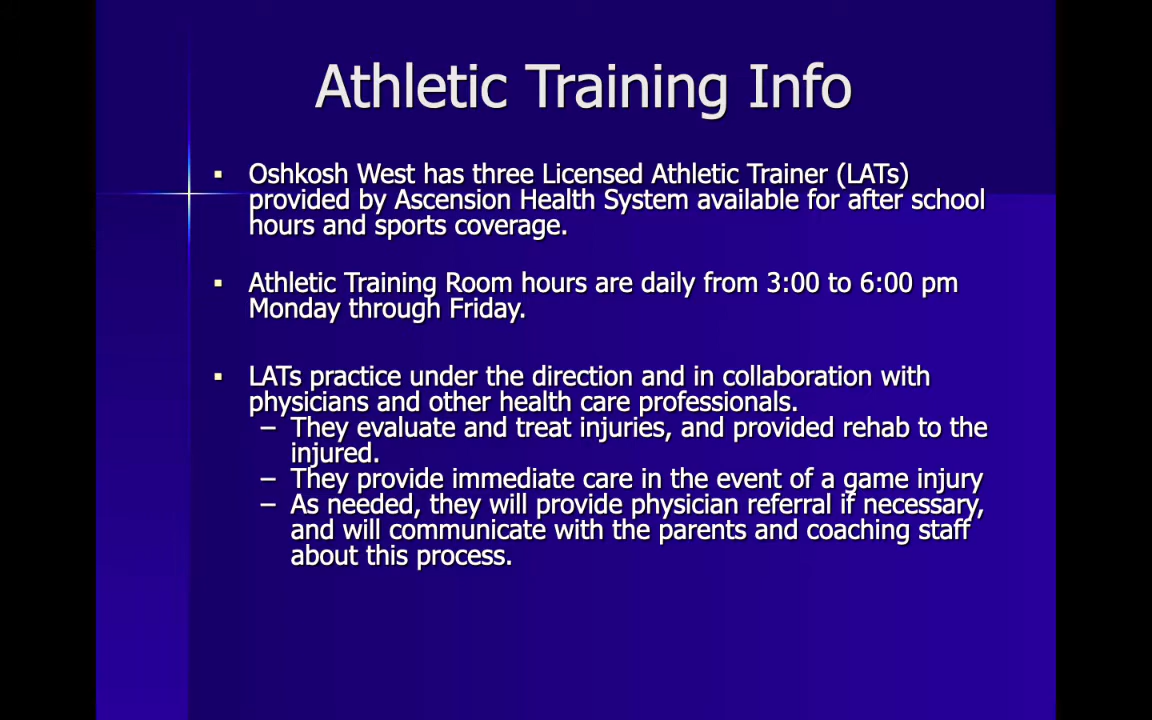 Athletic Training Info
▪ Oshkosh West has three Licensed Athletic Trainer (LATs)
provided by Ascension Health System available for after school
hours and sports coverage.
▪ Athletic Training Room hours are daily from 3:00 to 6:00 pm
Monday through Friday.
▪ LATs practice under the direction and in collaboration with
physicians and other health care professionals.
– They evaluate and treat injuries, and provided rehab to the
injured.
– They provide immediate care in the event of a game injury
– As needed, they will provide physician referral if necessary,
and will communicate with the parents and coaching staff
about this process.